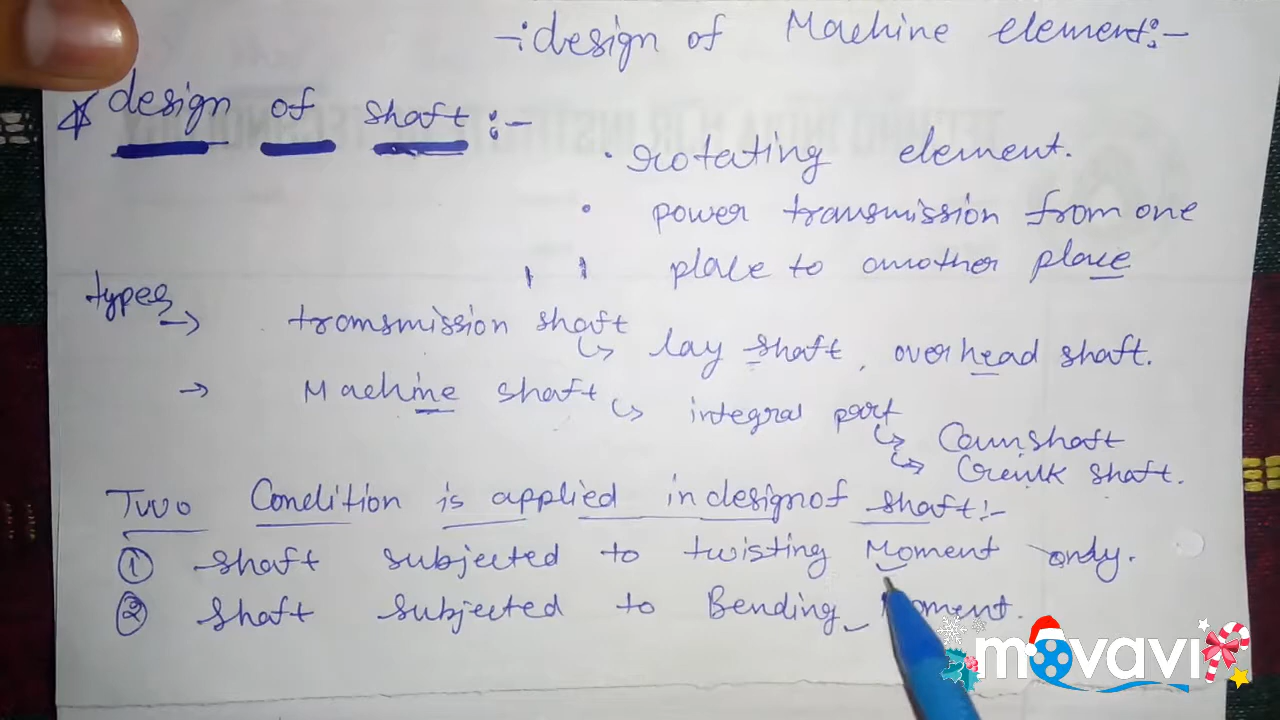 -:design of Machine element:-
* design of shaft :-
• rotating element.
• power transmission from one
place to another place
types → transmission shaft
↳ lay shaft, overhead shaft.
→ Machine shaft ↳ integral part
↳ Camshaft
↳ Crank shaft.
Two Condition is applied in design of shaft:-
① shaft subjected to twisting Moment only.
② shaft subjected to Bending Moment.
movavi